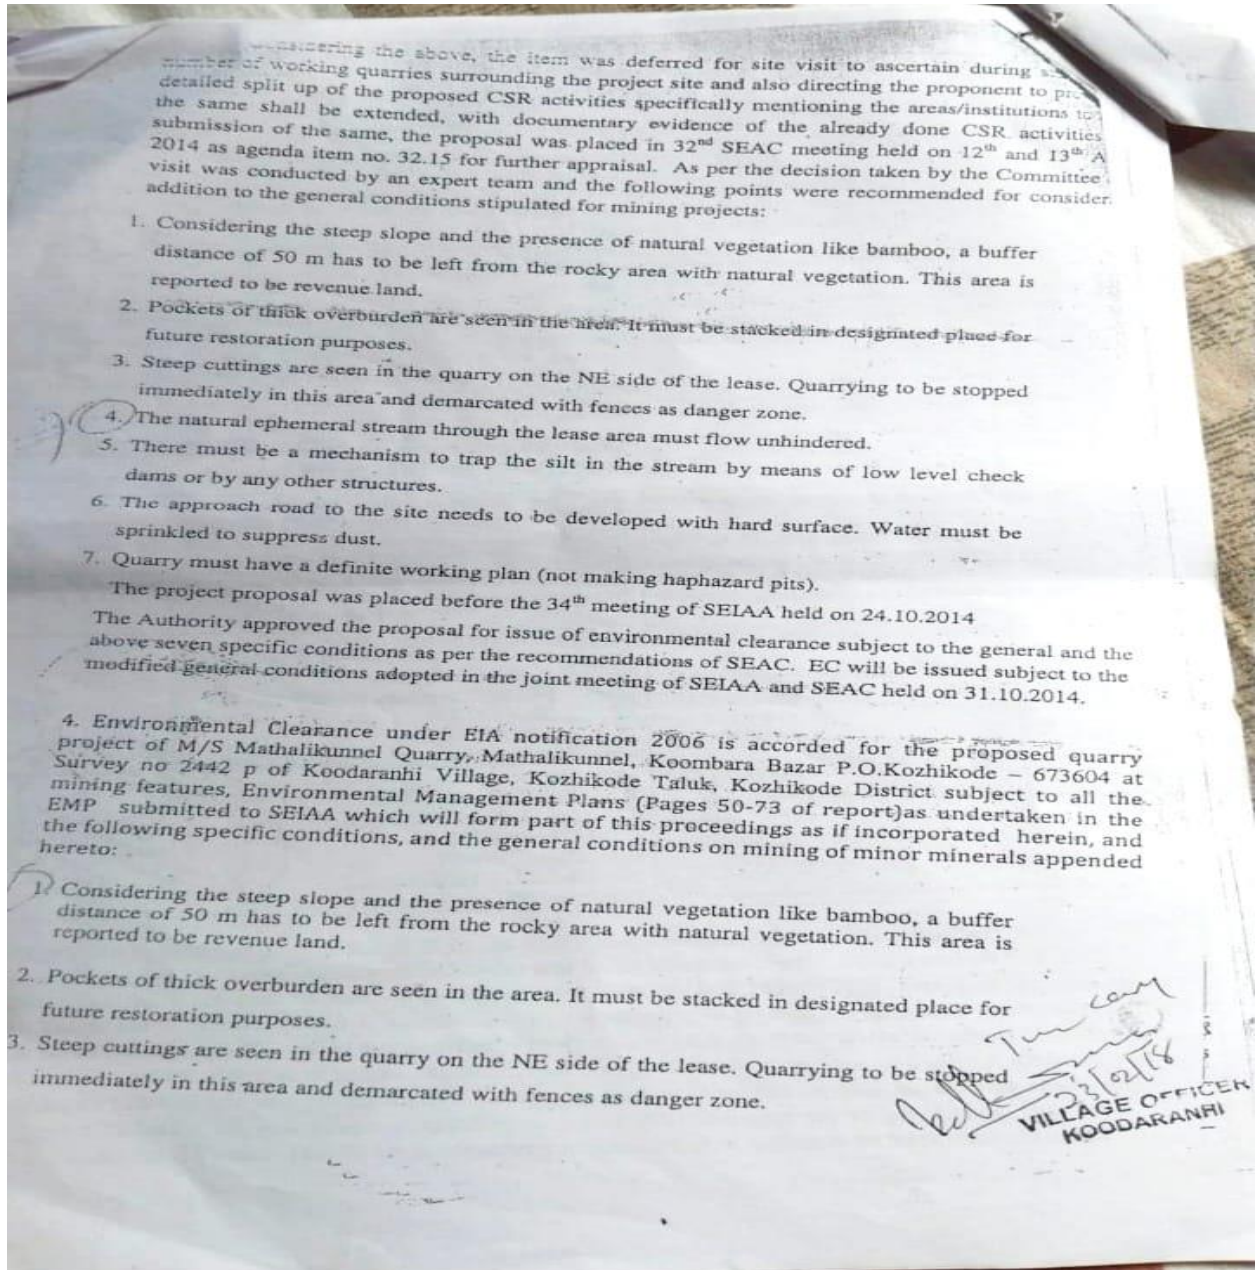 considering the above, the item was deferred for site visit to ascertain during
number of working quarries surrounding the project site and also directing the proponent to
detailed split up of the proposed CSR activities specifically mentioning the areas/institutions to
the same shall be extended, with documentary evidence of the already done CSR activities
submission of the same, the proposal was placed in 32nd SEAC meeting held on 12th and 13th A
2014 as agenda item no. 32.15 for further appraisal. As per the decision taken by the Committee
visit was conducted by an expert team and the following points were recommended for consider
addition to the general conditions stipulated for mining projects:
1. Considering the steep slope and the presence of natural vegetation like bamboo, a buffer
distance of 50 m has to be left from the rocky area with natural vegetation. This area is
reported to be revenue land.
2. Pockets of thick overburden are seen in the area. It must be stacked in designated place for
future restoration purposes.
3. Steep cuttings are seen in the quarry on the NE side of the lease. Quarrying to be stopped
immediately in this area and demarcated with fences as danger zone.
4. The natural ephemeral stream through the lease area must flow unhindered.
5. There must be a mechanism to trap the silt in the stream by means of low level check
dams or by any other structures.
6. The approach road to the site needs to be developed with hard surface. Water must be
sprinkled to suppress dust.
7. Quarry must have a definite working plan (not making haphazard pits).
The project proposal was placed before the 34th meeting of SEIAA held on 24.10.2014
The Authority approved the proposal for issue of environmental clearance subject to the general and the
above seven specific conditions as per the recommendations of SEAC. EC will be issued subject to the
modified general conditions adopted in the joint meeting of SEIAA and SEAC held on 31.10.2014.
4. Environmental Clearance under EIA notification 2006 is accorded for the proposed quarry
project of M/S Mathalikunnel Quarry, Mathalikunnel, Koombara Bazar P.O.Kozhikode – 673604 at
Survey no 2442 p of Koodaranhi Village, Kozhikode Taluk, Kozhikode District subject to all the
mining features, Environmental Management Plans (Pages 50-73 of report)as undertaken in the
EMP submitted to SEIAA which will form part of this proceedings as if incorporated herein, and
the following specific conditions, and the general conditions on mining of minor minerals appended
hereto:
1. Considering the steep slope and the presence of natural vegetation like bamboo, a buffer
distance of 50 m has to be left from the rocky area with natural vegetation. This area is
reported to be revenue land.
2. Pockets of thick overburden are seen in the area. It must be stacked in designated place for
future restoration purposes.
3. Steep cuttings are seen in the quarry on the NE side of the lease. Quarrying to be stopped
immediately in this area and demarcated with fences as danger zone.
23/02/18
VILLAGE OFFICER
KOODARANHI